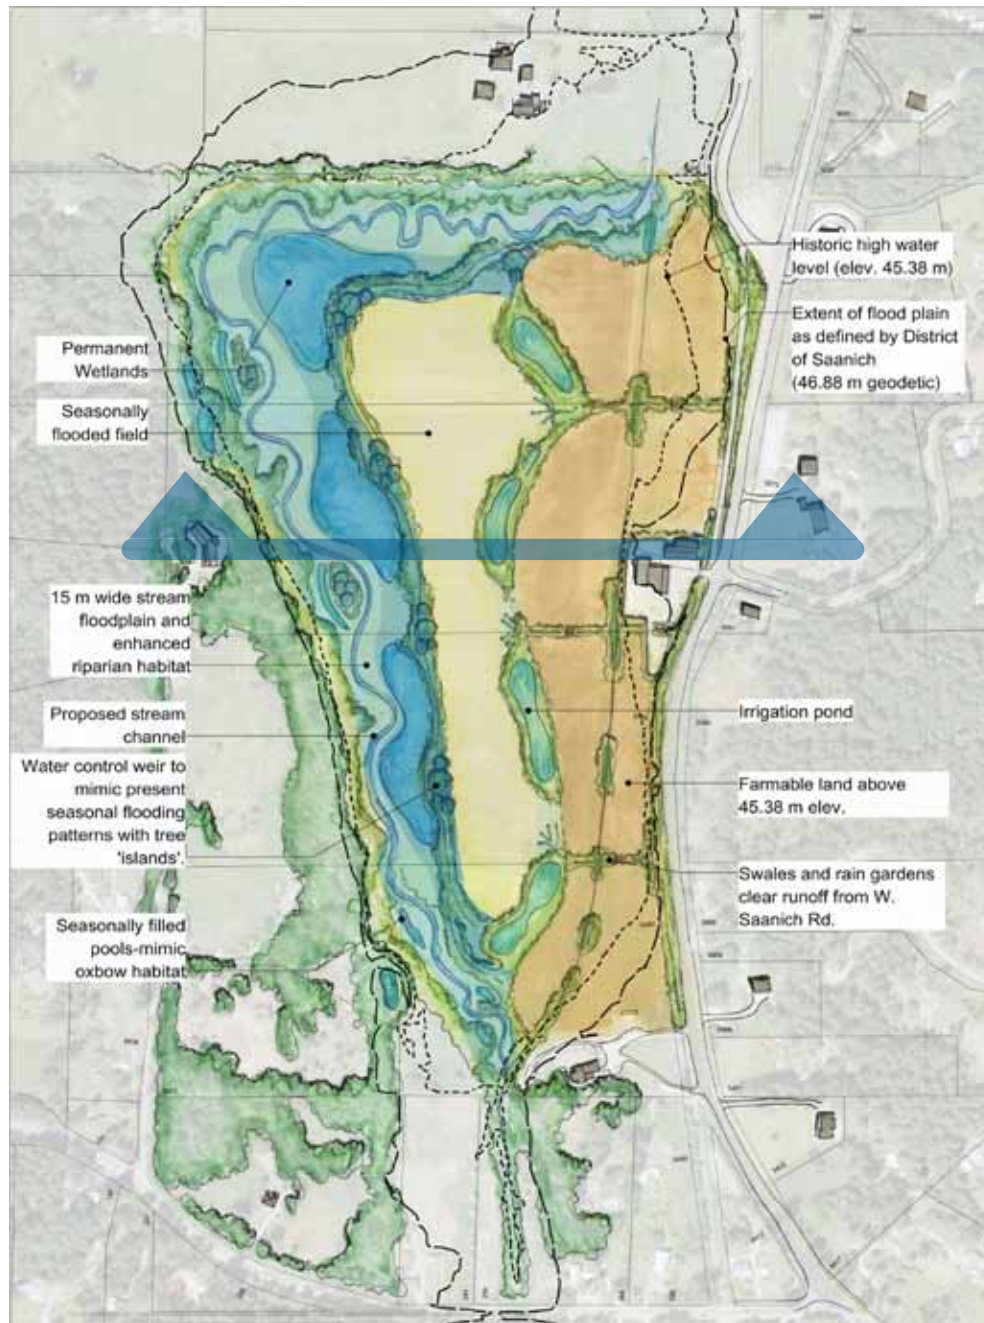 Historic high water
level (elev. 45.38 m)
Extent of flood plain
as defined by District
of Saanich
(46.88 m geodetic)
Permanent
Wetlands
Seasonally
flooded field
15 m wide stream
floodplain and
enhanced
riparian habitat
Proposed stream
channel
Water control weir to
mimic present
seasonal flooding
patterns with tree
'islands'.
Seasonally filled
pools-mimic
oxbow habitat
Irrigation pond
Farmable land above
45.38 m elev.
Swales and rain gardens
clear runoff from W.
Saanich Rd.